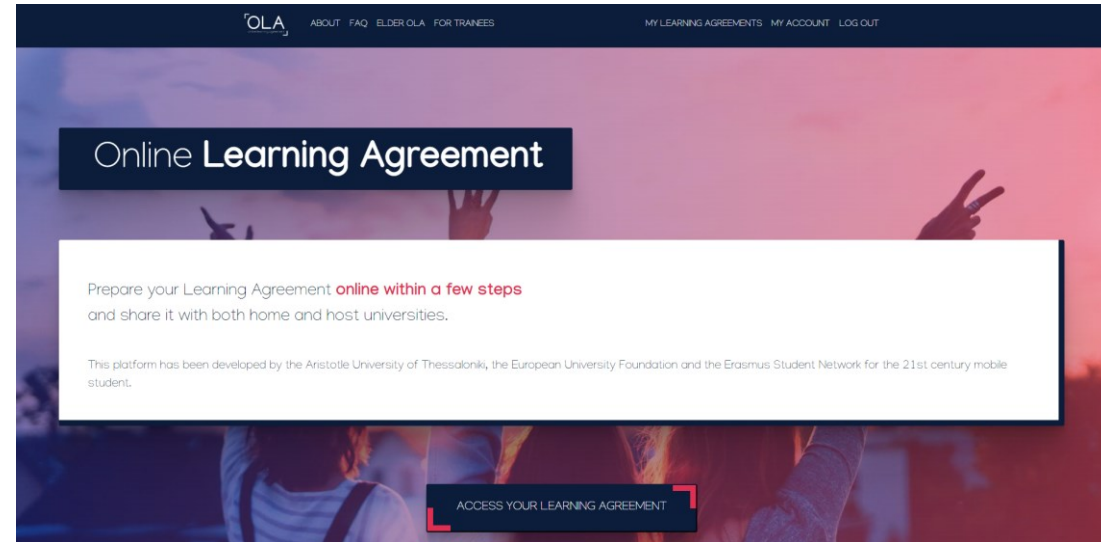 OLA ABOUT FAQ ELDER OLA FOR TRAINEES MY LEARNING AGREEMENTS MY ACCOUNT LOG OUT
Online Learning Agreement
Prepare your Learning Agreement online within a few steps
and share it with both home and host universities.
This platform has been developed by the Aristotle University of Thessaloniki, the European University Foundation and the Erasmus Student Network for the 21st century mobile
student.
ACCESS YOUR LEARNING AGREEMENT